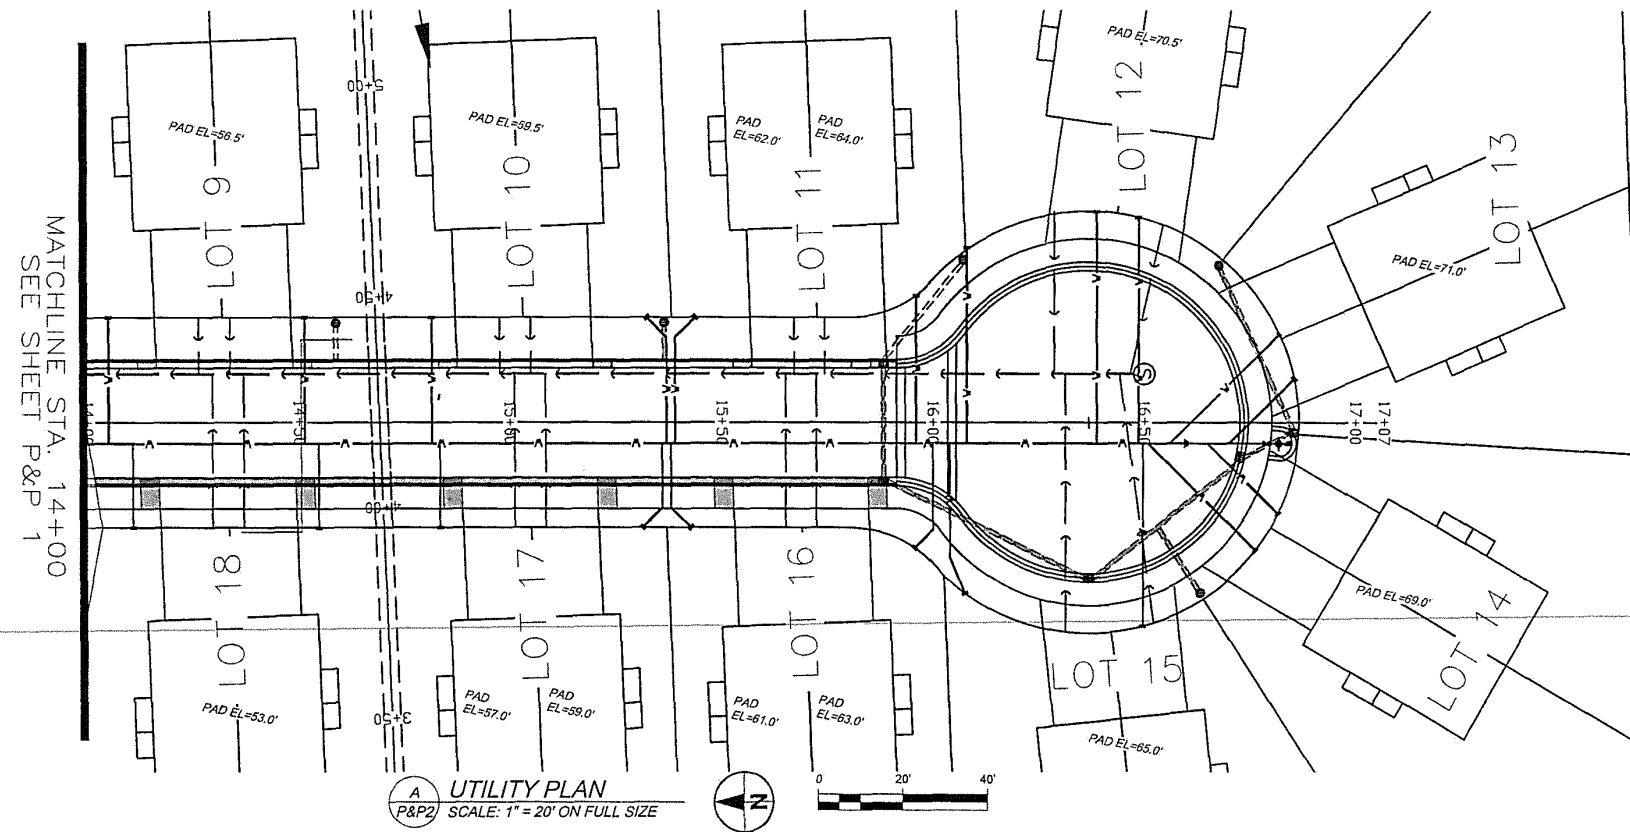 MATCHLINE STA. 14+00
SEE SHEET P&P 1
PAD EL=56.5'
LOT 9
5+00
PAD EL=59.5'
LOT 10
PAD
EL=62.0'
PAD
EL=64.0'
LOT 11
PAD EL=70.5'
LOT 12
LOT 13
PAD EL=71.0'
4+50
14+50
15+00
15+50
16+00
16+50
17+00
17+07
S
4+00
LOT 18
PAD EL=53.0'
3+50
LOT 17
PAD
EL=57.0'
PAD
EL=59.0'
LOT 16
PAD
EL=61.0'
PAD
EL=63.0'
LOT 15
PAD EL=65.0'
PAD EL=69.0'
LOT 14
A
P&P2
UTILITY PLAN
SCALE: 1" = 20' ON FULL SIZE
N
0 20' 40'